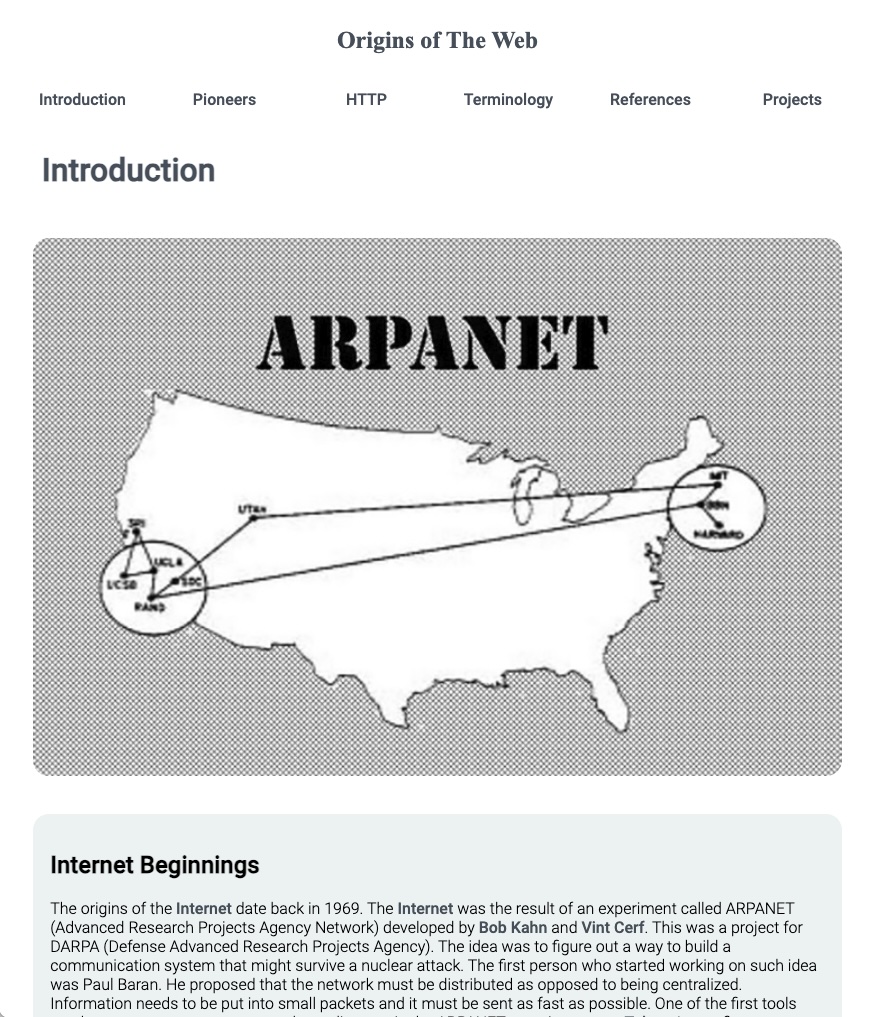 Origins of The Web
Introduction Pioneers HTTP Terminology References Projects
Introduction
ARPANET
MIT
BBN
HARVARD
UTAH
SRI
UCLA
UCSB
SDC
RAND
Internet Beginnings
The origins of the Internet date back in 1969. The Internet was the result of an experiment called ARPANET
(Advanced Research Projects Agency Network) developed by Bob Kahn and Vint Cerf. This was a project for
DARPA (Defense Advanced Research Projects Agency). The idea was to figure out a way to build a
communication system that might survive a nuclear attack. The first person who started working on such idea
was Paul Baran. He proposed that the network must be distributed as opposed to being centralized.
Information needs to be put into small packets and it must be sent as fast as possible. One of the first tools